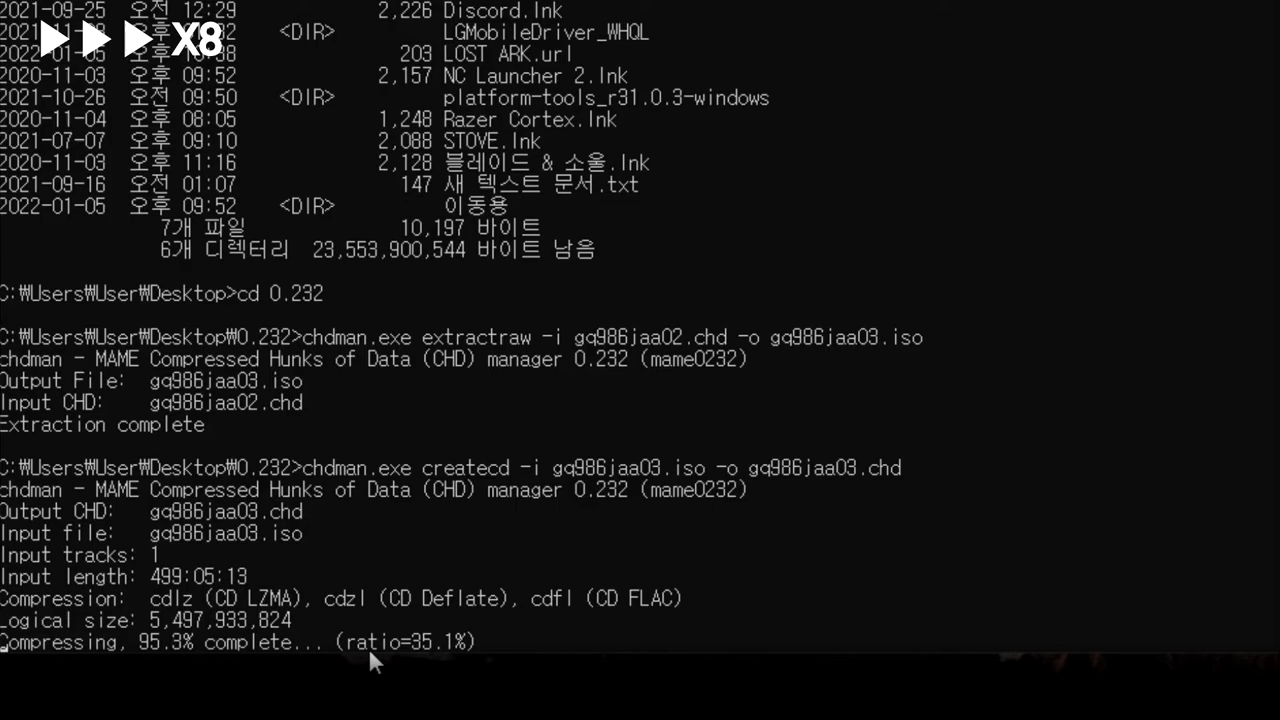 2021-09-25 오전 12:29 2,226 Discord.lnk
<DIR> LGMobileDriver_WHQL
X8
203 LOST ARK.url
2020-11-03 오후 09:52 2,157 NC Launcher 2.lnk
2021-10-26 오전 09:50 <DIR> platform-tools_r31.0.3-windows
2020-11-04 오후 08:05 1,248 Razer Cortex.lnk
2021-07-07 오후 09:10 2,088 STOVE.lnk
2020-11-03 오후 11:16 2,128 블레이드 & 소울.lnk
2021-09-16 오전 01:07 147 새 텍스트 문서.txt
2022-01-05 오후 09:52 <DIR> 이동용
7개 파일 10,197 바이트
6개 디렉터리 23,553,900,544 바이트 남음
C:₩Users₩User₩Desktop>cd 0.232
C:₩Users₩User₩Desktop₩0.232>chdman.exe extractraw -i gq986jaa02.chd -o gq986jaa03.iso
chdman - MAME Compressed Hunks of Data (CHD) manager 0.232 (mame0232)
Output File: gq986jaa03.iso
Input CHD: gq986jaa02.chd
Extraction complete
C:₩Users₩User₩Desktop₩0.232>chdman.exe createcd -i gq986jaa03.iso -o gq986jaa03.chd
chdman - MAME Compressed Hunks of Data (CHD) manager 0.232 (mame0232)
Output CHD: gq986jaa03.chd
Input file: gq986jaa03.iso
Input tracks: 1
Input length: 499:05:13
Compression: cdlz (CD LZMA), cdzl (CD Deflate), cdfl (CD FLAC)
Logical size: 5,497,933,824
Compressing, 95.3% complete... (ratio=35.1%)